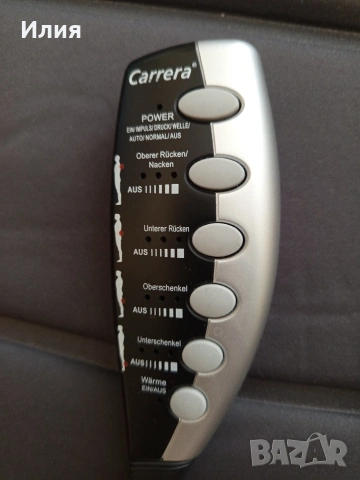 Илия
Carrera®
POWER
EIN/IMPULS/DRUCK/WELLE/
AUTO/NORMAL/AUS
Oberer Rücken/
Nacken
AUS
Unterer Rücken
AUS
Oberschenkel
AUS
Unterschenkel
AUS
Wärme
EIN/AUS
BAZAR